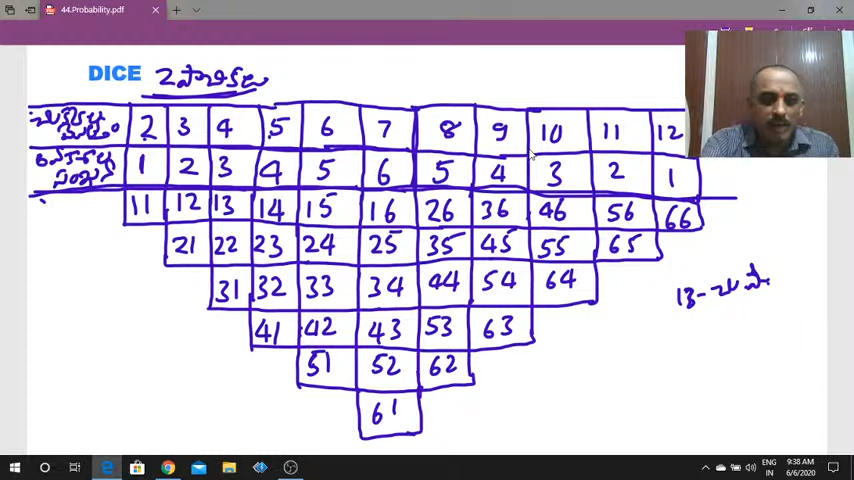 44.Probability.pdf
DICE 2
2 3 4 5 6 7 8 9 10 11 12
1 2 3 4 5 6 5 4 3 2 1
11 12 13 14 15 16 26 36 46 56 66
21 22 23 24 25 35 45 55 65
31 32 33 34 44 54 64
41 42 43 53 63
51 52 62
61
ENG 9:38 AM
IN 6/6/2020